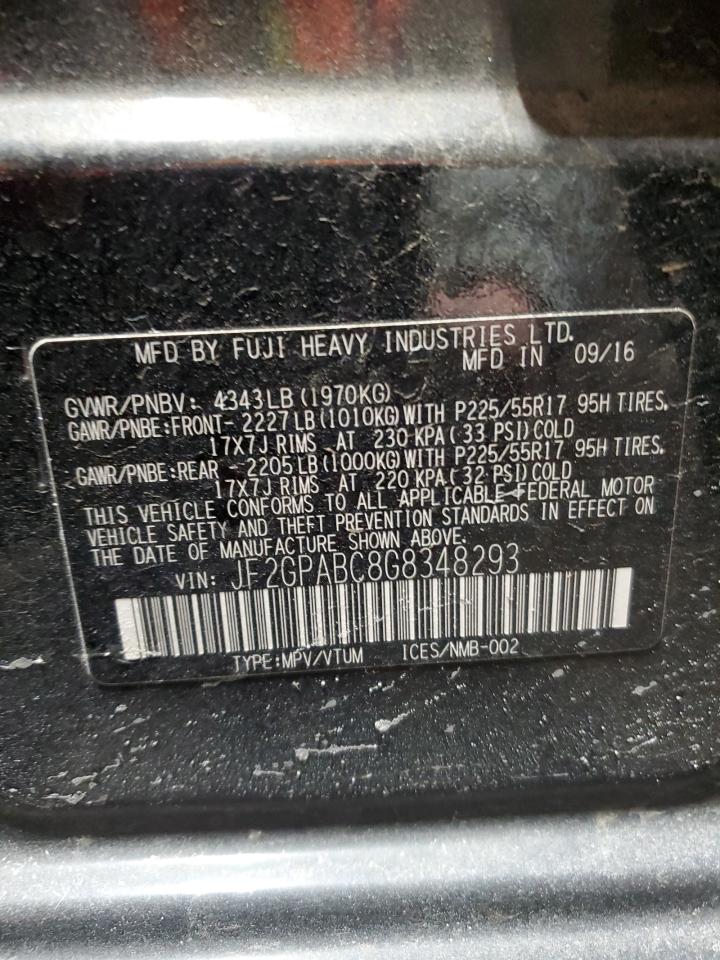 MFD BY FUJI HEAVY INDUSTRIES LTD.
MFD IN 09/16
GVWR/PNBV: 4343LB(1970KG)
GAWR/PNBE:FRONT- 2227LB(1010KG)WITH P225/55R17 95H TIRES.
17X7J RIMS AT 230 KPA(33 PSI)COLD
GAWR/PNBE:REAR 2205LB(1000KG)WITH P225/55R17 95H TIRES.
17X7J RIMS AT 220 KPA(32 PSI)COLD
THIS VEHICLE CONFORMS TO ALL APPLICABLE FEDERAL MOTOR
VEHICLE SAFETY AND THEFT PREVENTION STANDARDS IN EFFECT ON
THE DATE OF MANUFACTURE SHOWN ABOVE.
VIN: JF2GPABC8G8348293
TYPE:MPV/VTUM ICES/NMB-002